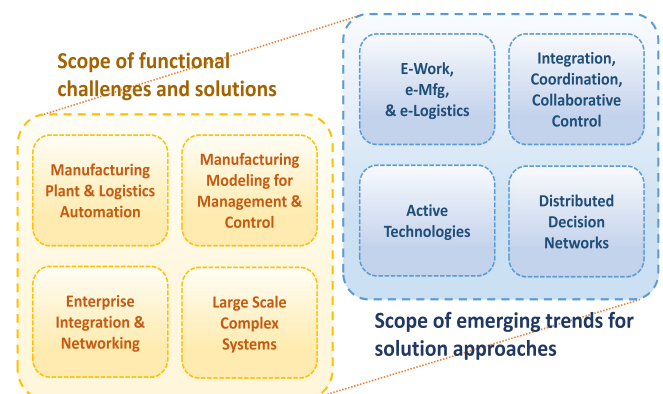 Scope of functional
challenges and solutions
Manufacturing
Plant & Logistics
Automation
Manufacturing
Modeling for
Management &
Control
Enterprise
Integration &
Networking
Large Scale
Complex
Systems
E-Work,
e-Mfg,
& e-Logistics
Integration,
Coordination,
Collaborative
Control
Active
Technologies
Distributed
Decision
Networks
Scope of emerging trends for
solution approaches